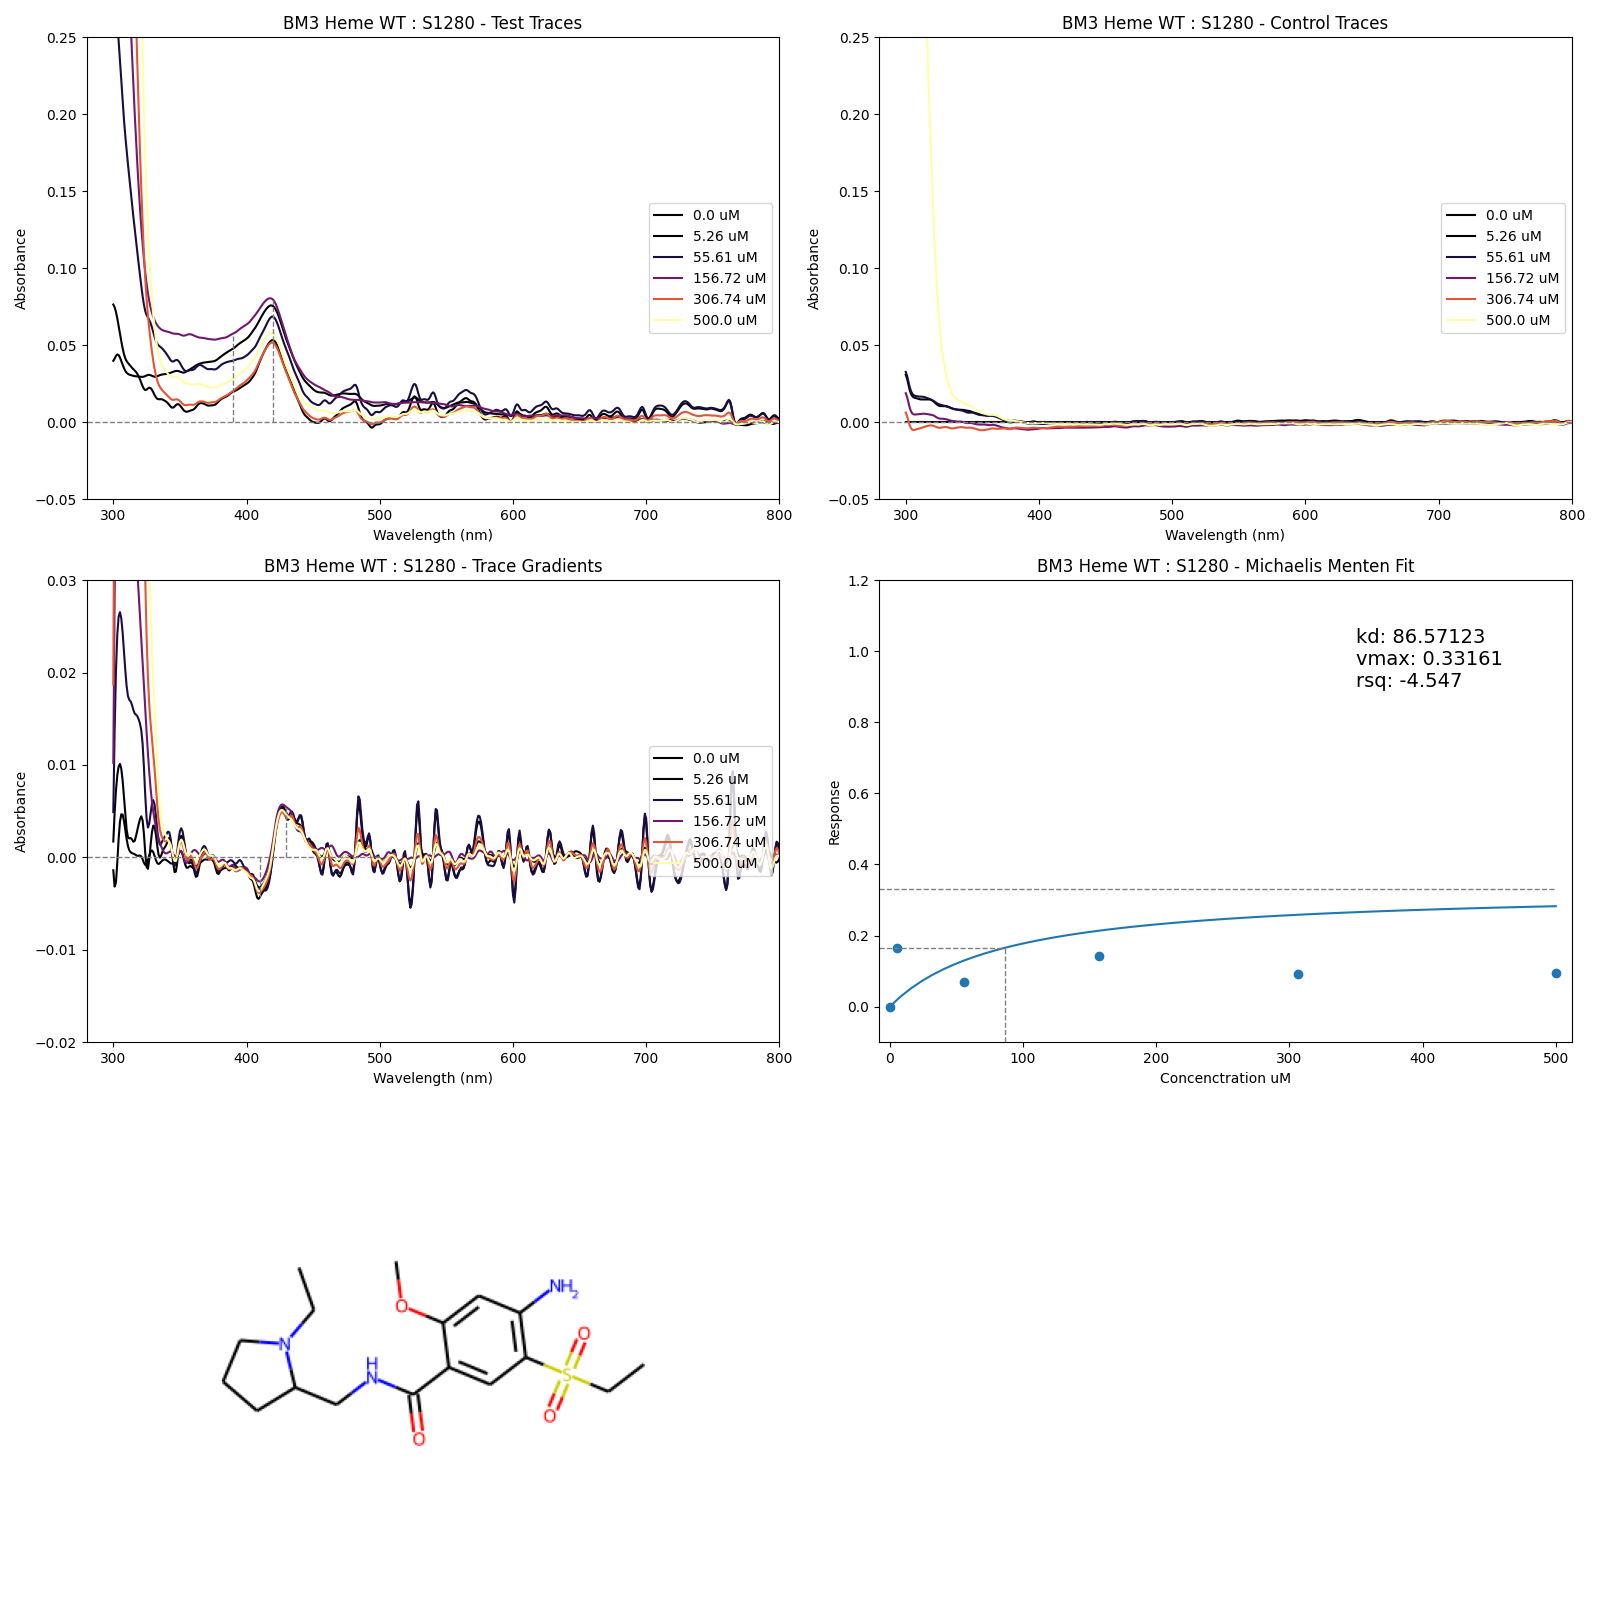 BM3 Heme WT : S1280 - Test Traces
Absorbance
0.25
0.20
0.15
0.10
0.05
0.00
−0.05
300 400 500 600 700 800
Wavelength (nm)
0.0 uM
5.26 uM
55.61 uM
156.72 uM
306.74 uM
500.0 uM
BM3 Heme WT : S1280 - Control Traces
Absorbance
0.25
0.20
0.15
0.10
0.05
0.00
−0.05
300 400 500 600 700 800
Wavelength (nm)
0.0 uM
5.26 uM
55.61 uM
156.72 uM
306.74 uM
500.0 uM
BM3 Heme WT : S1280 - Trace Gradients
Absorbance
0.03
0.02
0.01
0.00
−0.01
−0.02
300 400 500 600 700 800
Wavelength (nm)
0.0 uM
5.26 uM
55.61 uM
156.72 uM
306.74 uM
500.0 uM
BM3 Heme WT : S1280 - Michaelis Menten Fit
Response
1.2
1.0
0.8
0.6
0.4
0.2
0.0
0 100 200 300 400 500
Concenctration uM
kd: 86.57123
vmax: 0.33161
rsq: -4.547
NH2
O
O
N
H
N
S
O
O